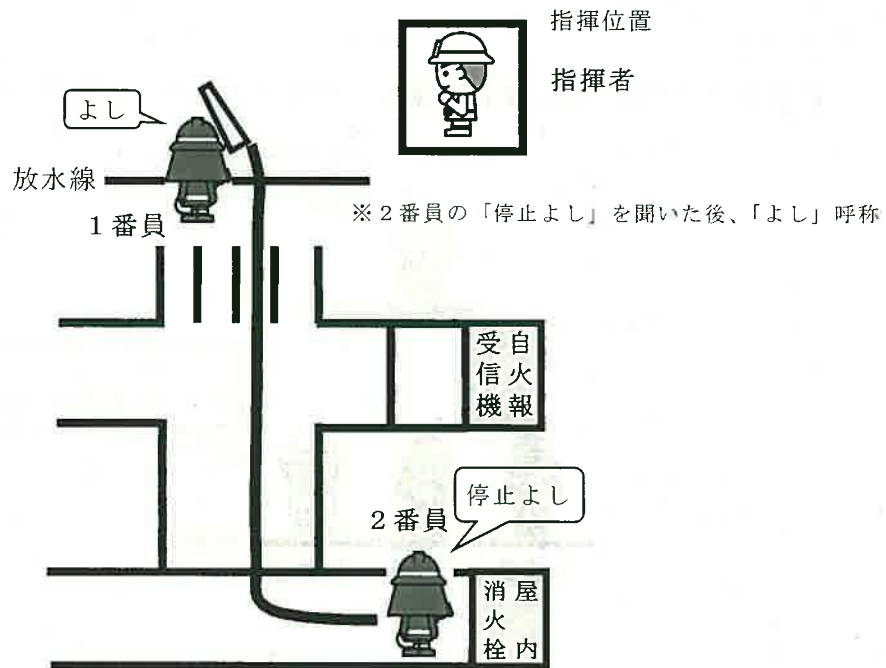 指揮位置
指揮者
よし
放水線
1番員
※2番員の「停止よし」を聞いた後、「よし」呼称
自火報
受信機
停止よし
2番員
屋内
消火栓